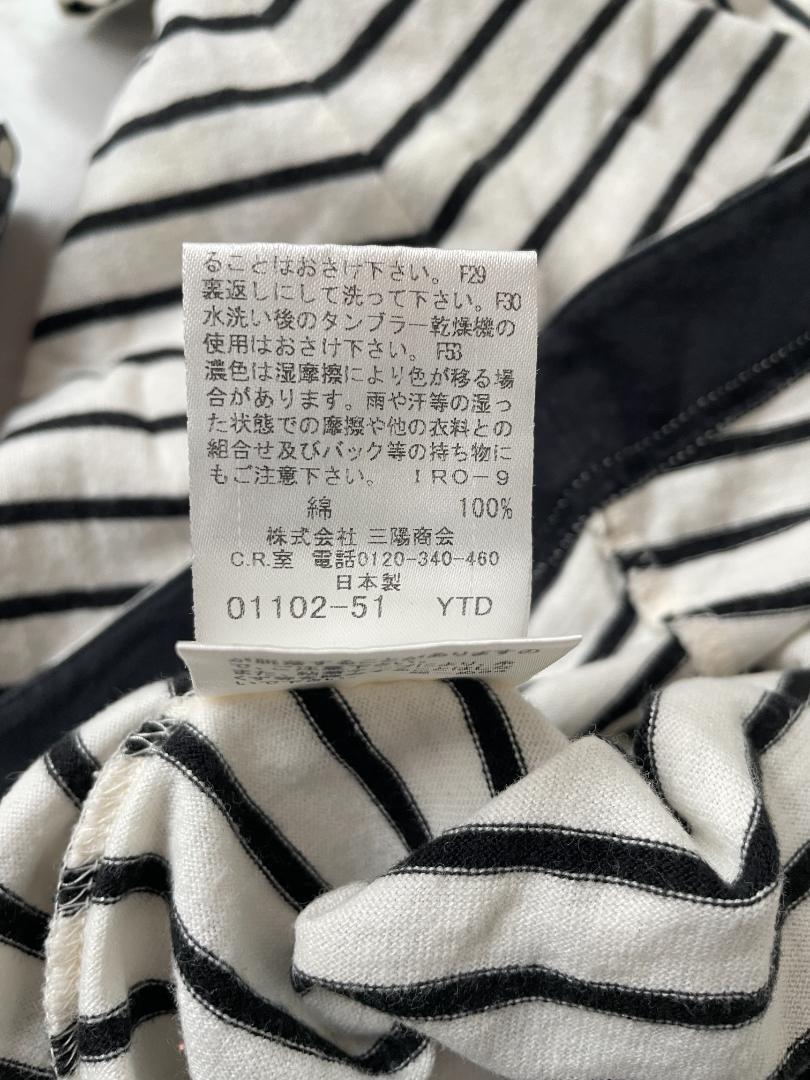 ることはおさけ下さい。 F29
裏返しにして洗って下さい。F30
水洗い後のタンブラー乾燥機の
使用はおさけ下さい。 F53
濃色は湿摩擦により色が移る場
合があります。雨や汗等の湿っ
た状態での摩擦や他の衣料との
組合せ及びバック等の持ち物に
もご注意下さい。 IRO-9
綿 100%
株式会社 三陽商会
C.R.室 電話0120-340-460
日本製
01102-51 YTD